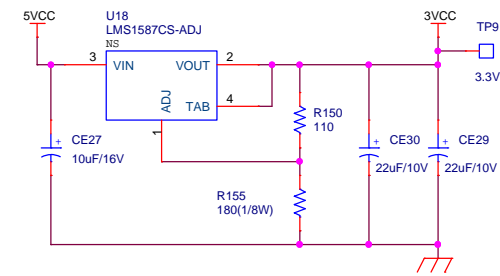 5VCC
U18
LMS1587CS-ADJ
NS
3VCC
TP9
3.3V
3
VIN
VOUT
2
TAB
4
ADJ
1
R150
110
CE27
10uF/16V
CE30
22uF/10V
CE29
22uF/10V
R155
180(1/8W)